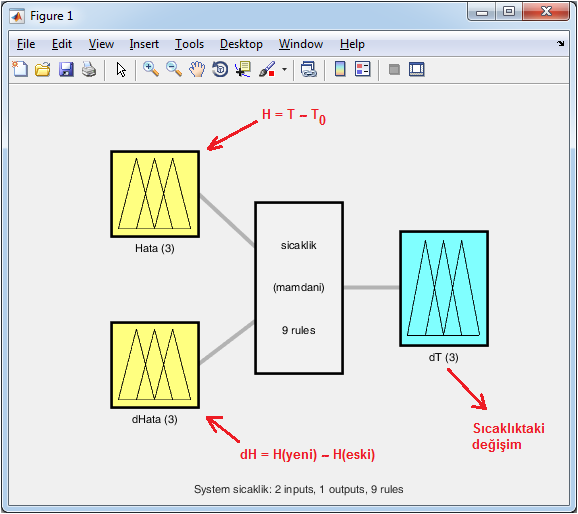 Figure 1
File Edit View Insert Tools Desktop Window Help
H = T – T0
Hata (3)
sicaklik
(mamdani)
9 rules
dT (3)
dHata (3)
Sıcaklıktaki
değişim
dH = H(yeni) – H(eski)
System sicaklik: 2 inputs, 1 outputs, 9 rules